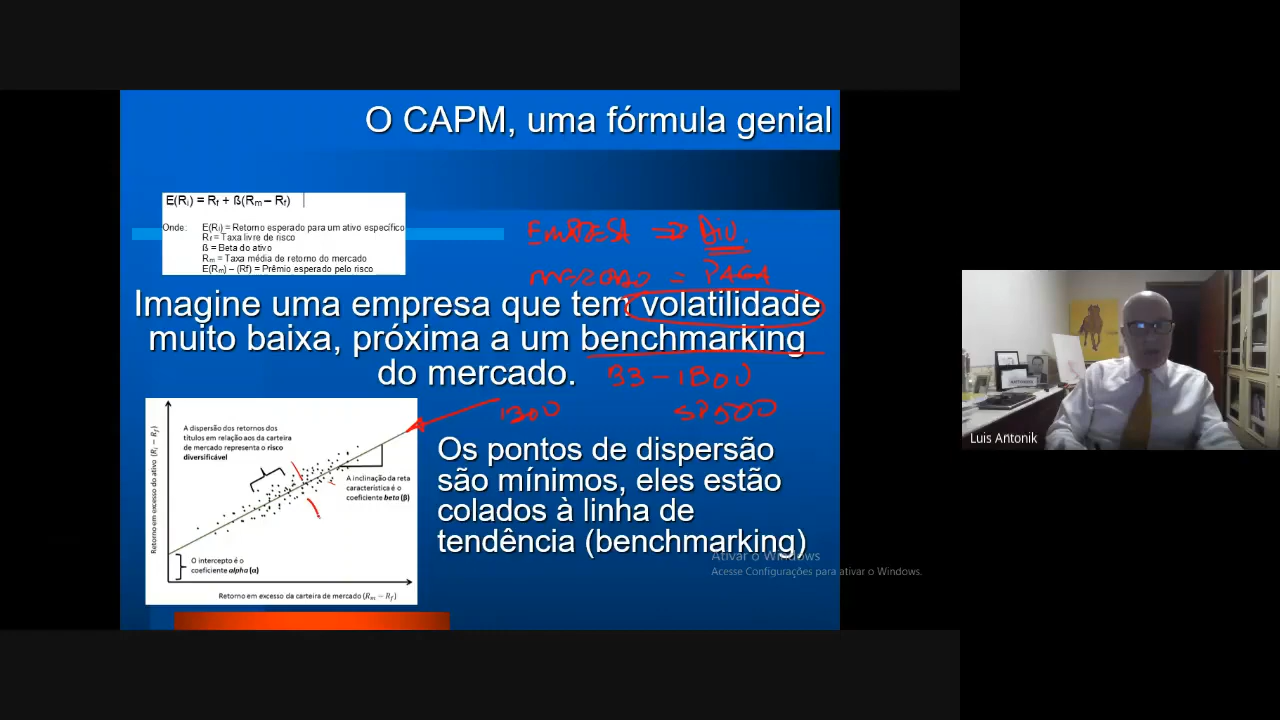 O CAPM, uma fórmula genial
E(Ri) = Rf + ß(Rm – Rf)
Onde: E(Ri) = Retorno esperado para um ativo específico
Rf = Taxa livre de risco
ß = Beta do ativo
Rm = Taxa média de retorno do mercado
E(Rm) – (Rf) = Prêmio esperado pelo risco
EMPRESA ⇒ DIV.
MERCADO = PAGA
Imagine uma empresa que tem volatilidade
muito baixa, próxima a um benchmarking
do mercado.
B3 – IBOV
IBOV SP500
A dispersão dos retornos dos
títulos em relação aos da carteira
de mercado representa o risco
diversificável
A inclinação da reta
característica é o
coeficiente beta (β)
O intercepto é o
coeficiente alpha (α)
Retorno em excesso do ativo (Ri − Rf)
Retorno em excesso da carteira de mercado (Rm − Rf)
Os pontos de dispersão
são mínimos, eles estão
colados à linha de
tendência (benchmarking)
Ativar o Windows
Acesse Configurações para ativar o Windows.
Luis Antonik